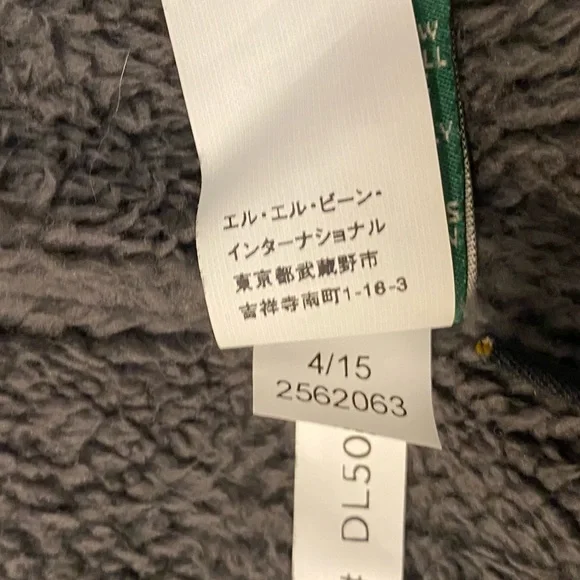 エル・エル・ビーン・
インターナショナル
東京都武蔵野市
吉祥寺南町1-16-3
4/15
2562063
DL50